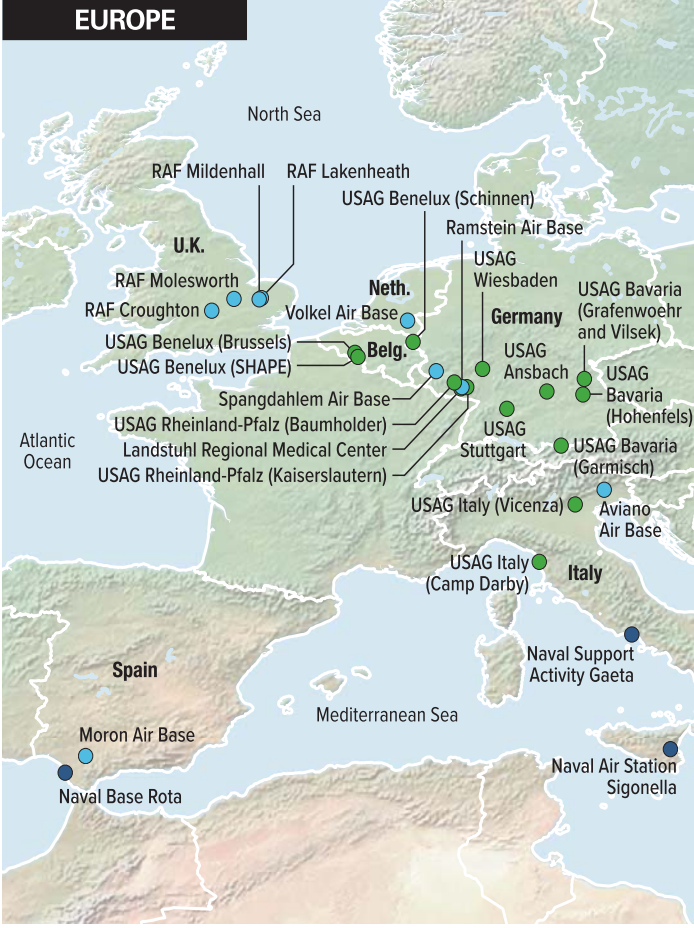 EUROPE
North Sea
RAF Mildenhall
RAF Lakenheath
USAG Benelux (Schinnen)
Ramstein Air Base
U.K.
USAG
Wiesbaden
RAF Molesworth
Neth.
USAG Bavaria
(Grafenwoehr
and Vilsek)
RAF Croughton
Volkel Air Base
Germany
USAG Benelux (Brussels)
Belg.
USAG
Ansbach
USAG Benelux (SHAPE)
USAG
Bavaria
(Hohenfels)
Spangdahlem Air Base
USAG Rheinland-Pfalz (Baumholder)
USAG
Stuttgart
Atlantic
Ocean
Landstuhl Regional Medical Center
USAG Bavaria
(Garmisch)
USAG Rheinland-Pfalz (Kaiserslautern)
USAG Italy (Vicenza)
Aviano
Air Base
USAG Italy
(Camp Darby)
Italy
Naval Support
Activity Gaeta
Spain
Mediterranean Sea
Moron Air Base
Naval Air Station
Sigonella
Naval Base Rota